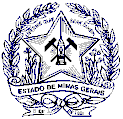 ESTADO DE MINAS GERAIS